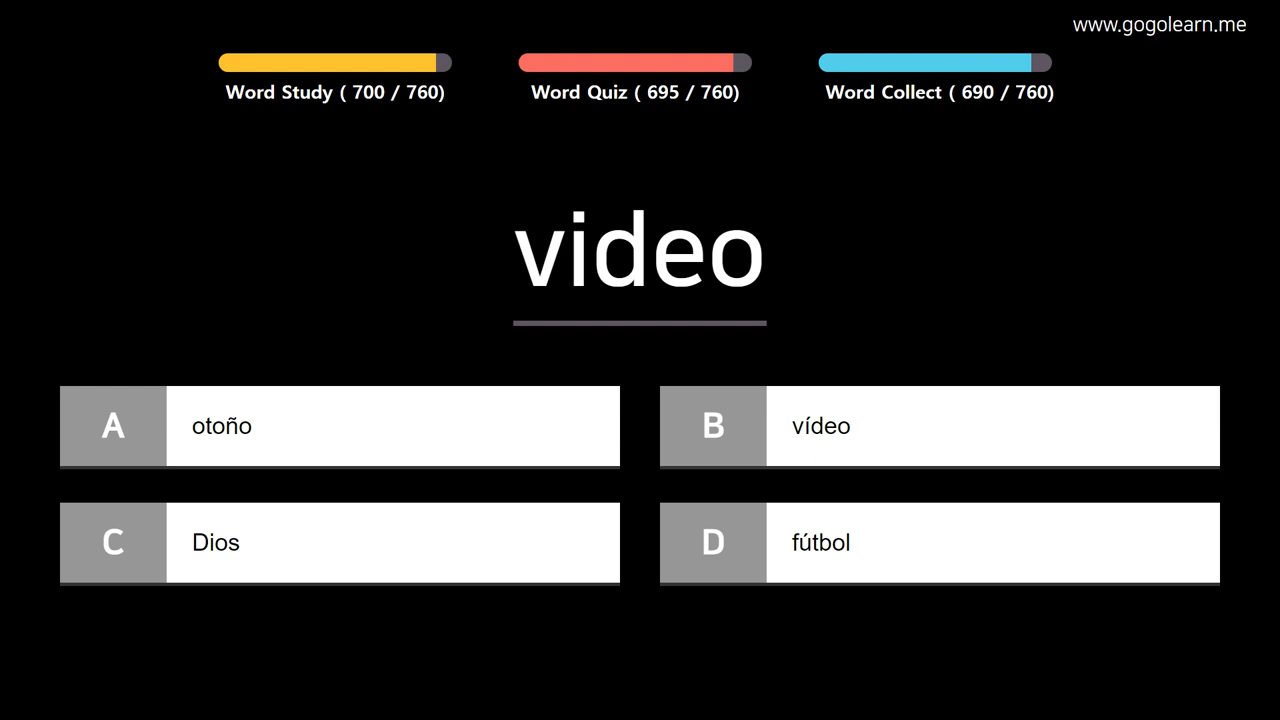 www.gogolearn.me
Word Study ( 700 / 760)
Word Quiz ( 695 / 760)
Word Collect ( 690 / 760)
video
A otoño
B vídeo
C Dios
D fútbol